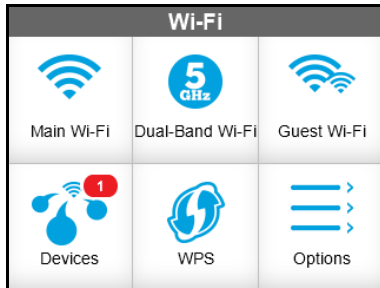 Wi-Fi
5
GHz
Main Wi-Fi
Dual-Band Wi-Fi
Guest Wi-Fi
1
Devices
WPS
Options